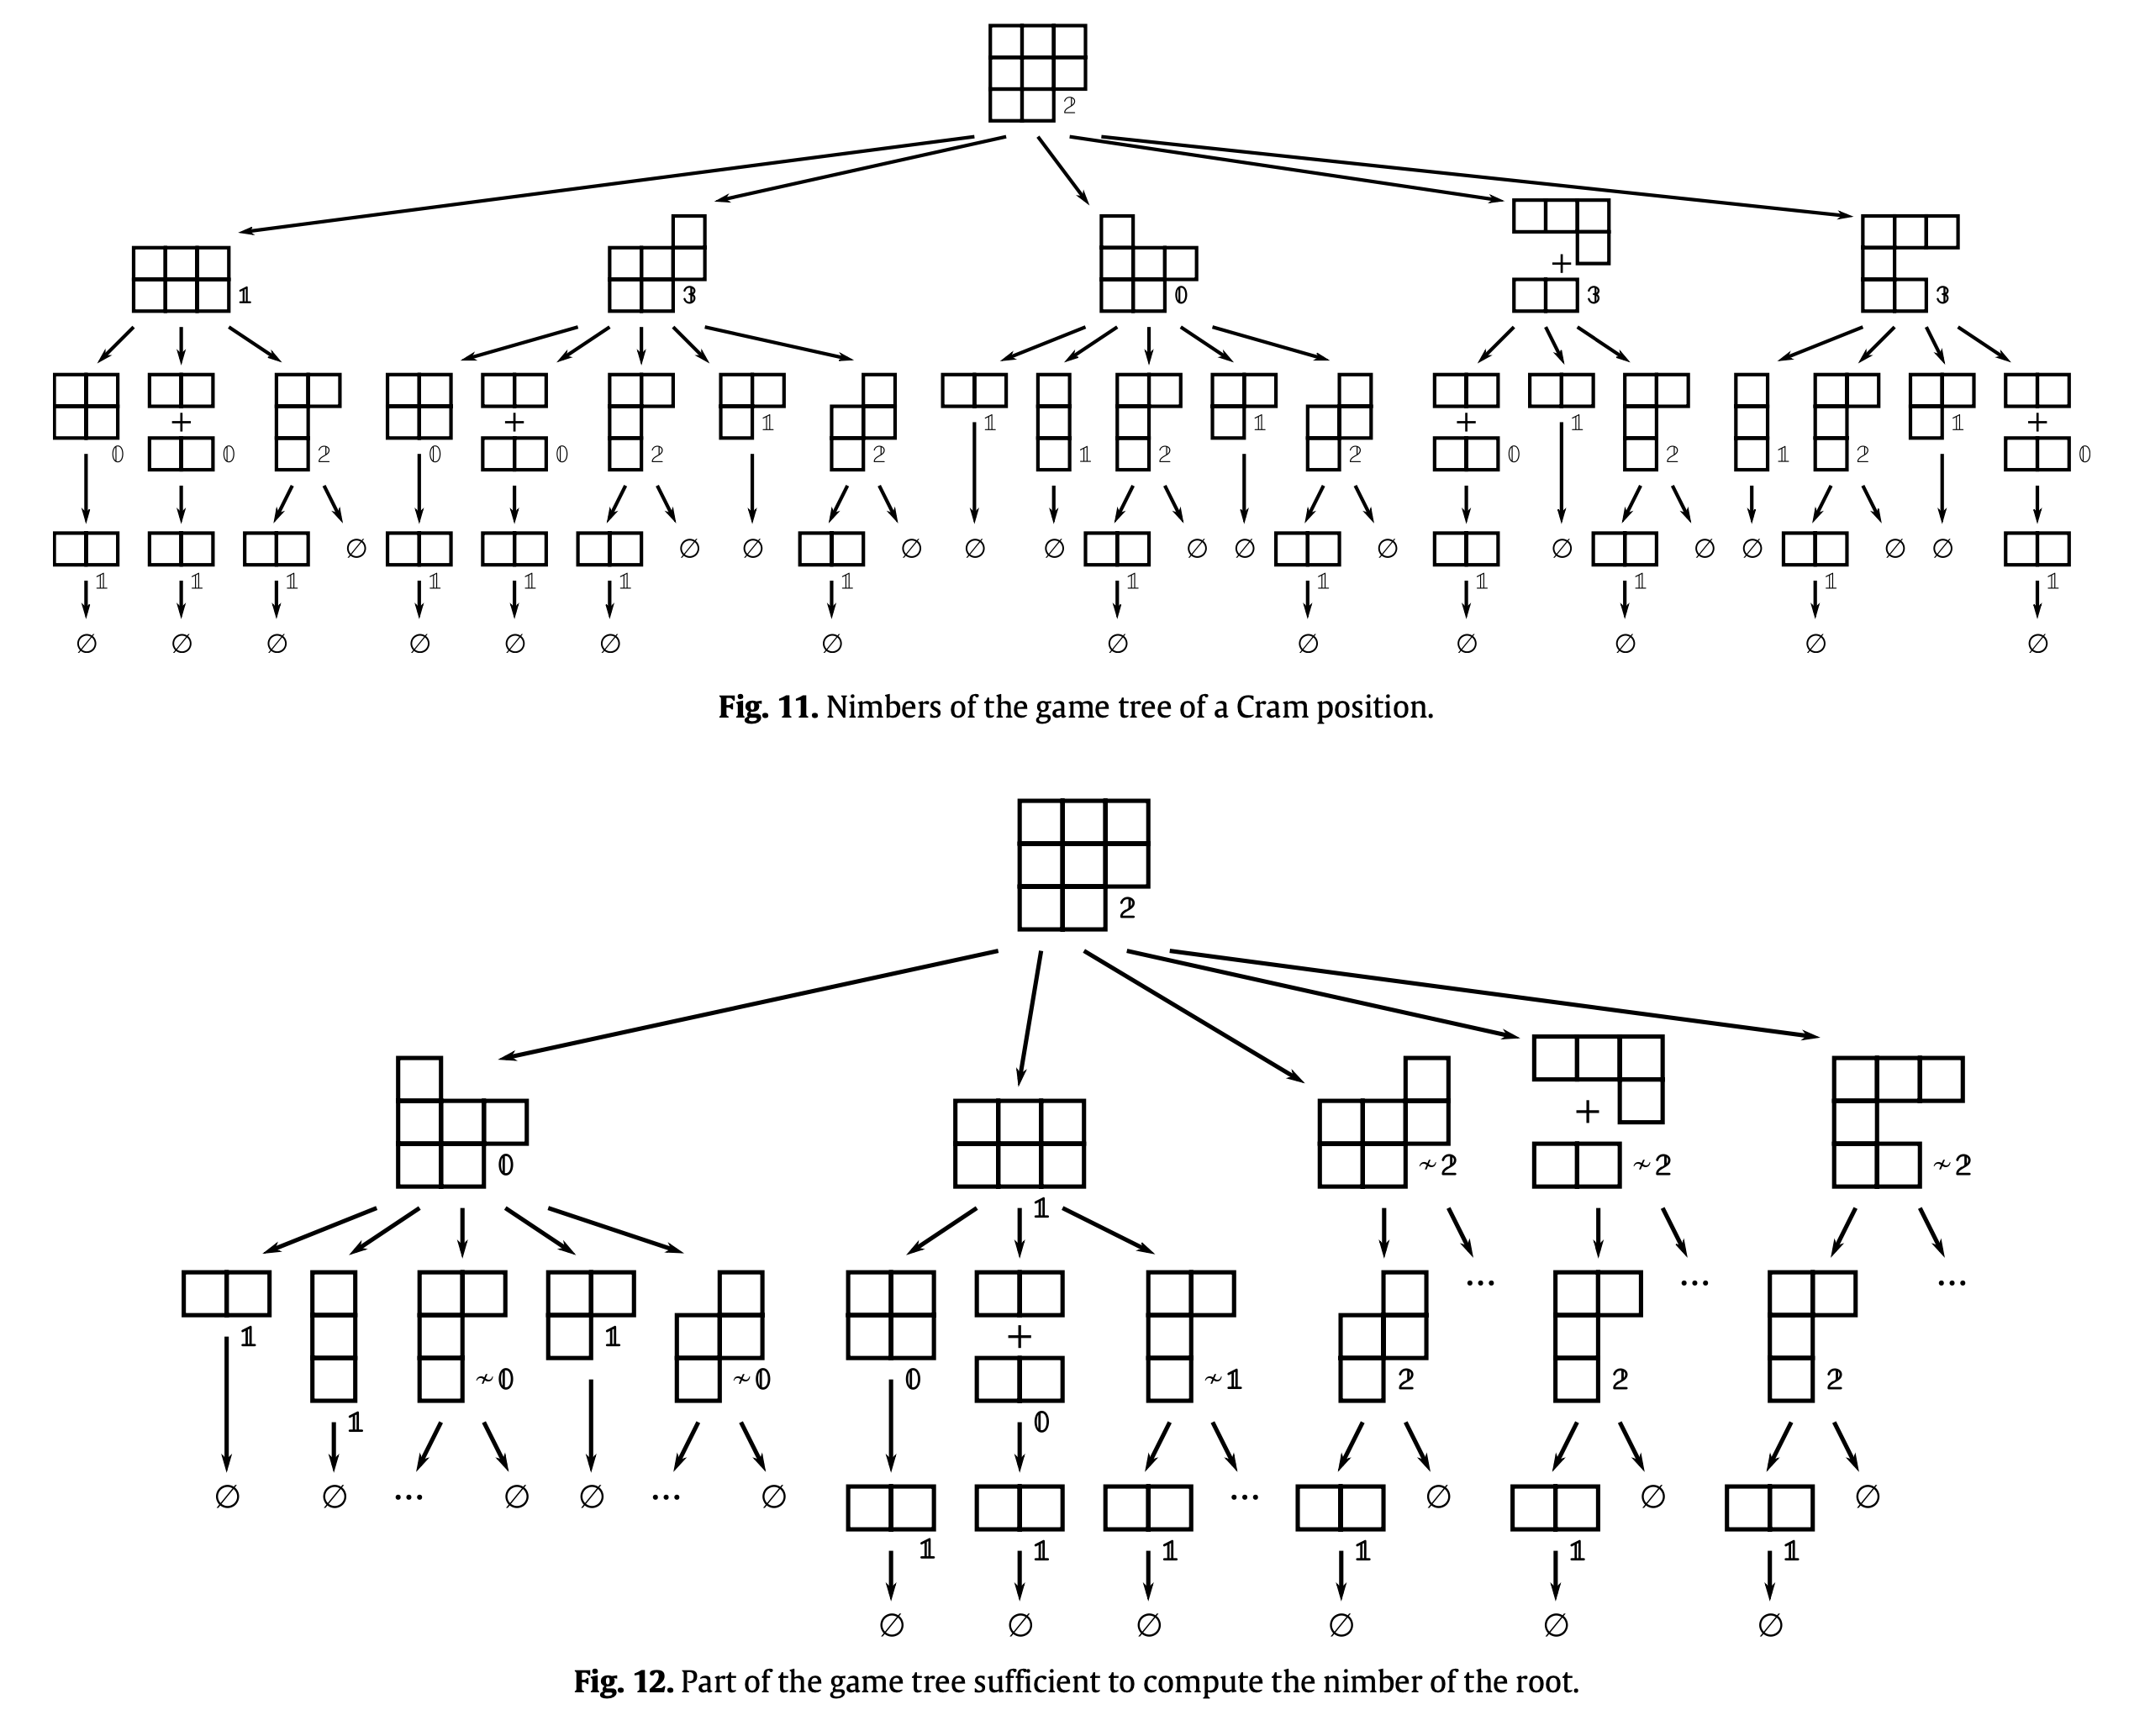 2
1 3 0 + 3 3
+ + 1 1 1 + 1 1 + 
0 0 2 0 0 2 2 1 2 2 0 2 1 2 0
∅ ∅ ∅ ∅ ∅ ∅ ∅ ∅ ∅ ∅ ∅ ∅ ∅ ∅
1 1 1 1 1 1 1 1 1 1 1 1 1
∅ ∅ ∅ ∅ ∅ ∅ ∅ ∅ ∅ ∅ ∅ ∅ ∅
Fig. 11. Nimbers of the game tree of a Cram position.
2
+
0 ≁2 ≁2 ≁2
1
... ... ...
1 1 +
≁0 ≁0 0 ≁1 2 2 2
1 0
∅ ∅ ... ∅ ∅ ... ∅ ... ∅ ∅ ∅
1 1 1 1 1 1
∅ ∅ ∅ ∅ ∅ ∅
Fig. 12. Part of the game tree sufficient to compute the nimber of the root.